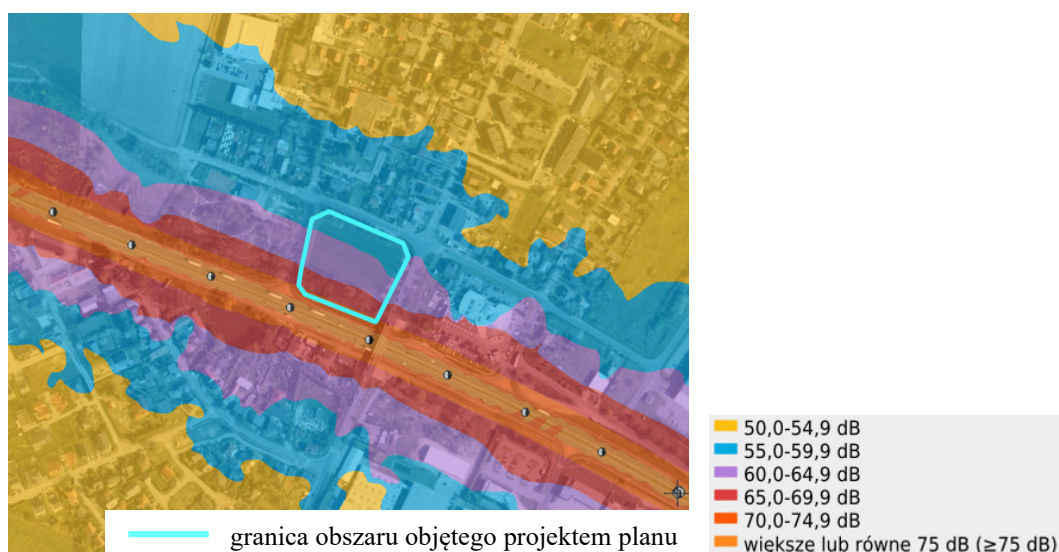 50,0-54,9 dB
55,0-59,9 dB
60,0-64,9 dB
65,0-69,9 dB
70,0-74,9 dB
większe lub równe 75 dB (≥75 dB)
granica obszaru objętego projektem planu